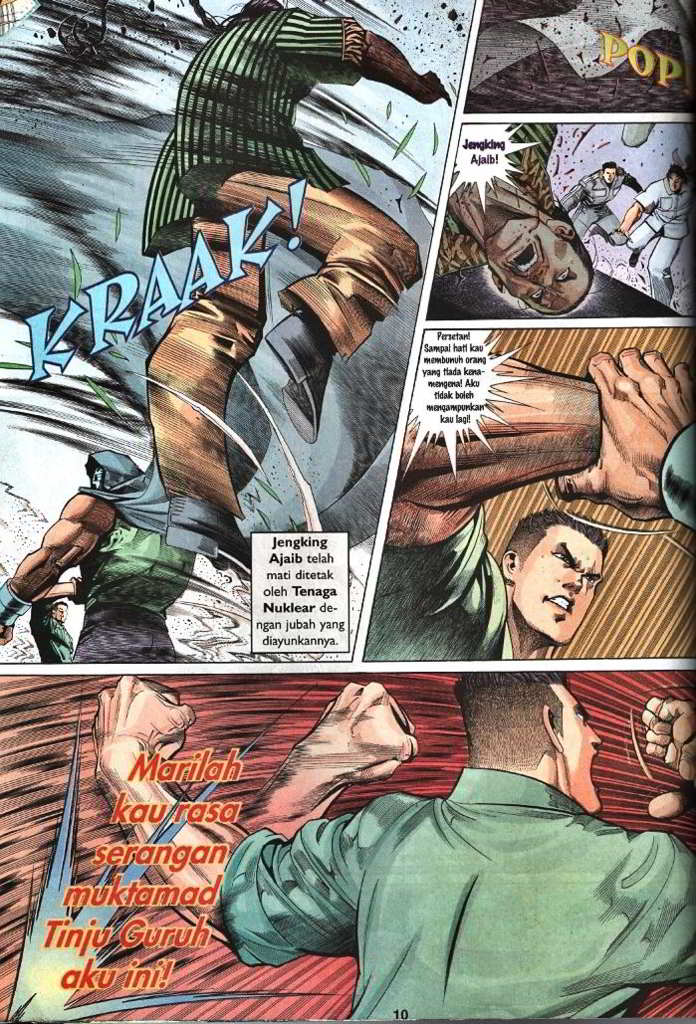 KRAAK!
Jengking
Ajaib telah
mati ditetak
oleh Tenaga
Nuklear de-
ngan jubah yang
diayunkannya.
POP
Jengking
Ajaib!
Persetan!
Sampai hati kau
membunuh orang
yang tiada kena-
mengena! Aku
tidak boleh
mengampunkan
kau lagi!
Marilah
kau rasa
serangan
muktamad
Tinju Guruh
aku ini!
10